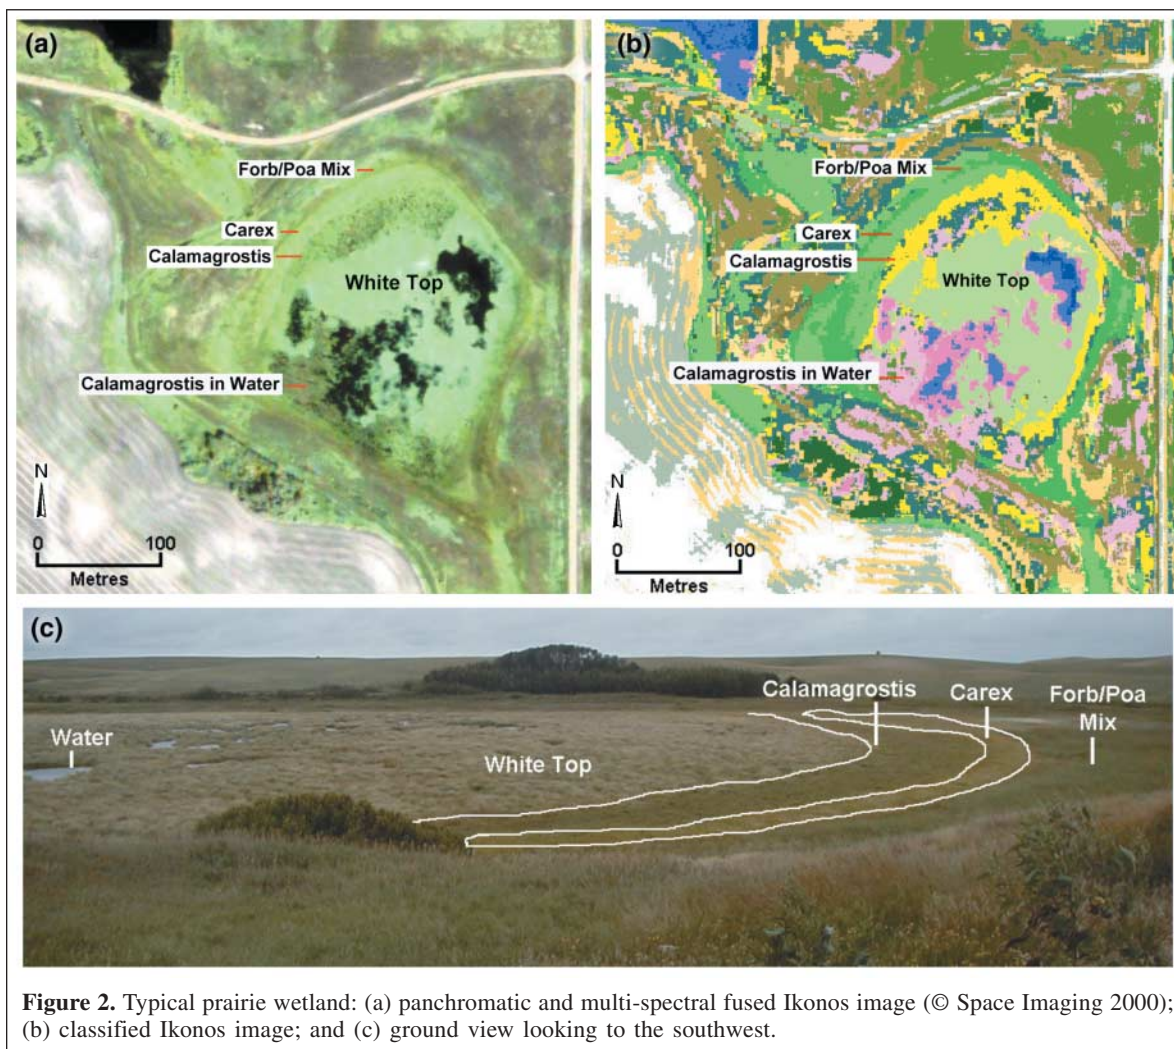 (a)
Forb/Poa Mix
Carex
Calamagrostis
White Top
Calamagrostis in Water
N
0 100
Metres
(b)
Forb/Poa Mix
Carex
Calamagrostis
White Top
Calamagrostis in Water
N
0 100
Metres
(c)
Water
White Top
Calamagrostis
Carex
Forb/Poa
Mix
Figure 2. Typical prairie wetland: (a) panchromatic and multi-spectral fused Ikonos image (© Space Imaging 2000);
(b) classified Ikonos image; and (c) ground view looking to the southwest.